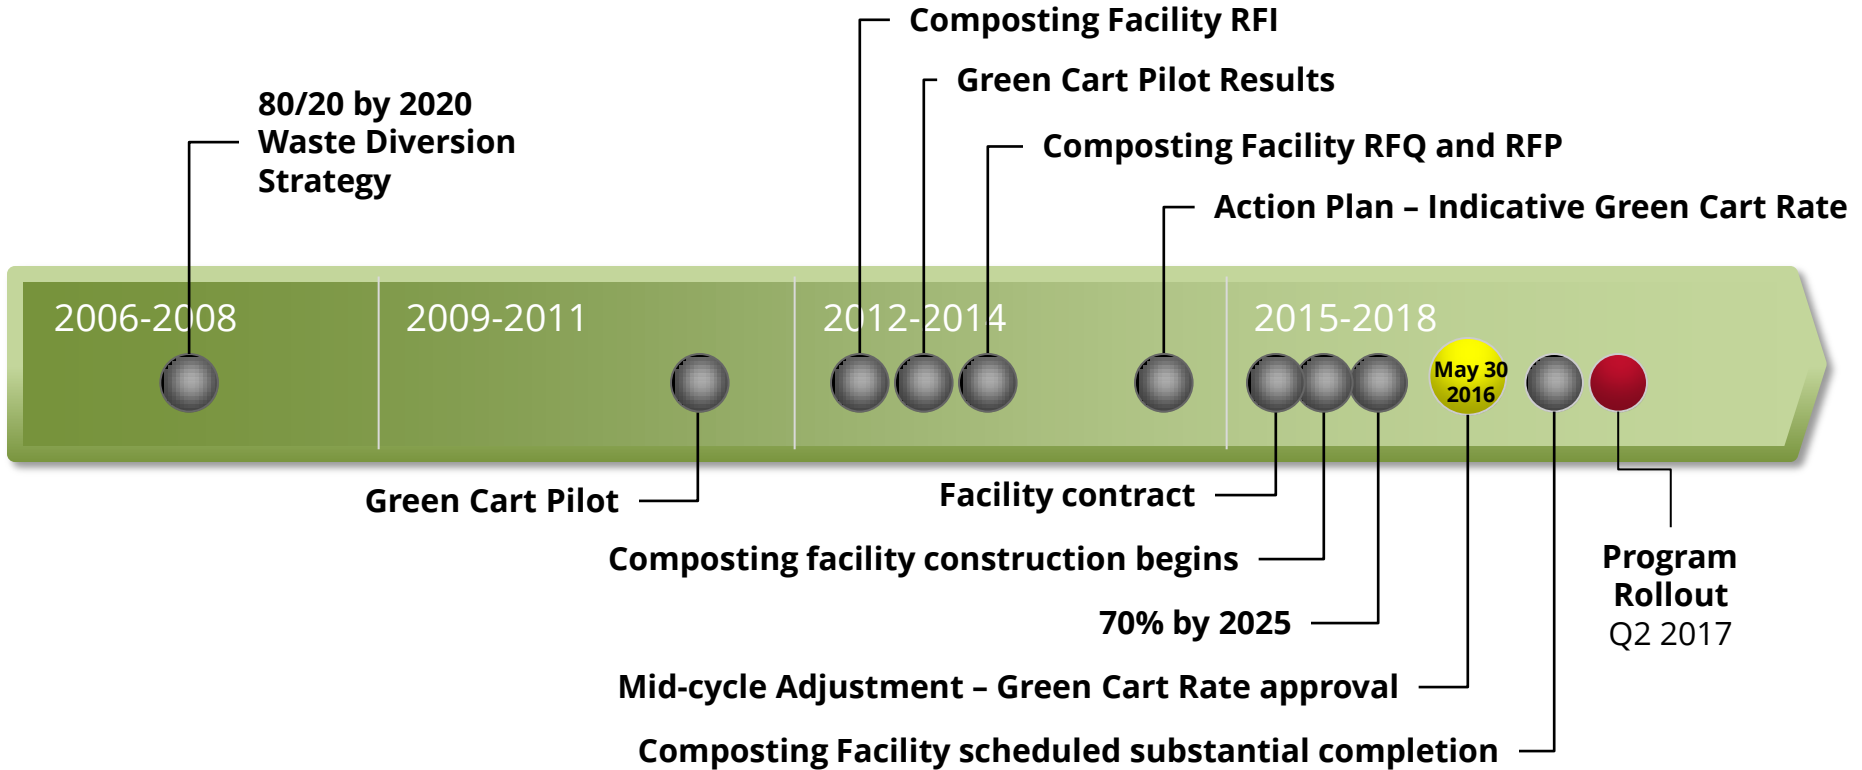 Composting Facility RFI
Green Cart Pilot Results
80/20 by 2020
Waste Diversion
Strategy
Composting Facility RFQ and RFP
Action Plan – Indicative Green Cart Rate
2006-2008
2009-2011
2012-2014
2015-2018
May 30
2016
Green Cart Pilot
Facility contract
Composting facility construction begins
70% by 2025
Mid-cycle Adjustment – Green Cart Rate approval
Composting Facility scheduled substantial completion
Program
Rollout
Q2 2017